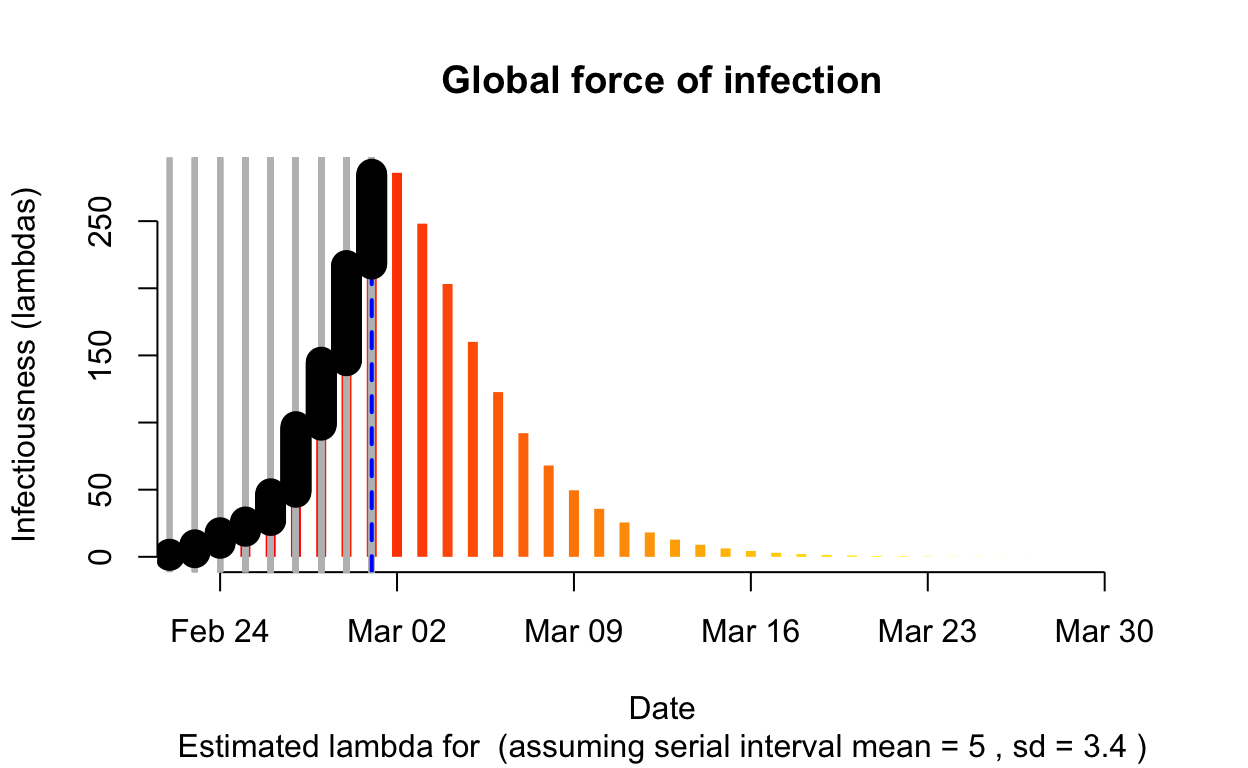 Global force of infection
Infectiousness (lambdas)
250
150
50
0
Feb 24 Mar 02 Mar 09 Mar 16 Mar 23 Mar 30
Date
Estimated lambda for  (assuming serial interval mean = 5 , sd = 3.4 )